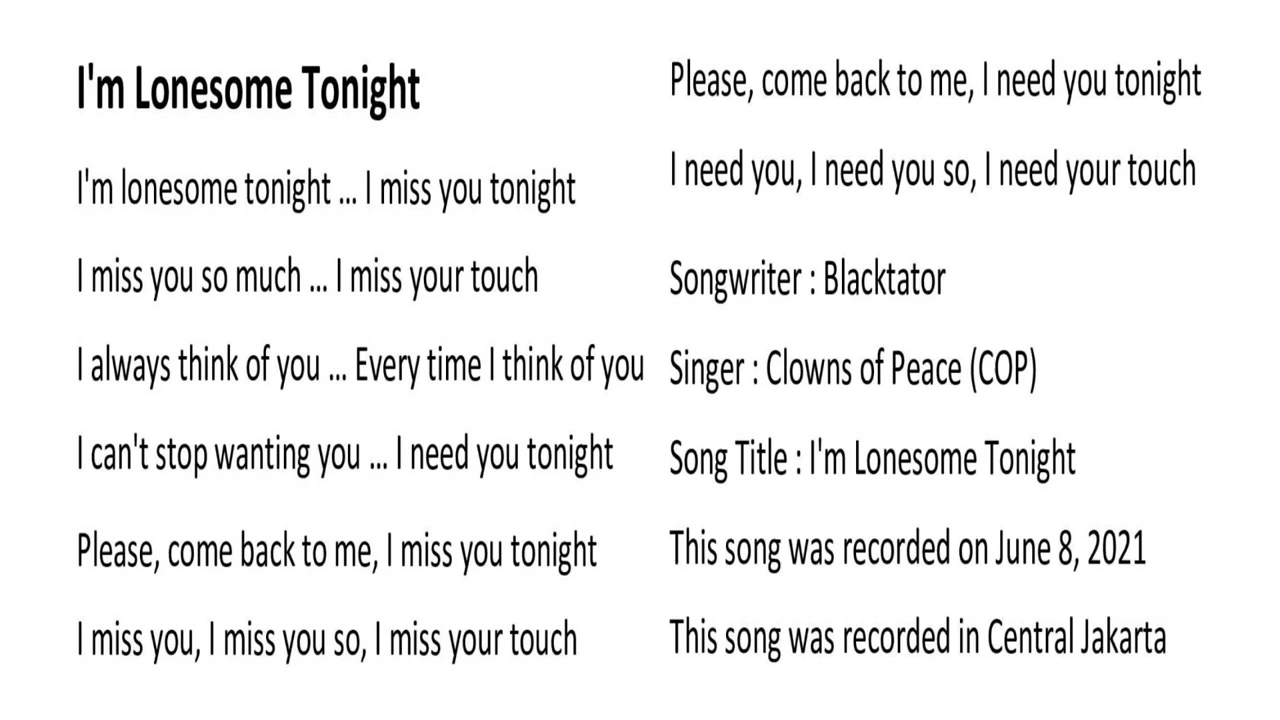 I'm Lonesome Tonight
I'm lonesome tonight ... I miss you tonight
I miss you so much ... I miss your touch
I always think of you ... Every time I think of you
I can't stop wanting you ... I need you tonight
Please, come back to me, I miss you tonight
I miss you, I miss you so, I miss your touch
Please, come back to me, I need you tonight
I need you, I need you so, I need your touch
Songwriter : Blacktator
Singer : Clowns of Peace (COP)
Song Title : I'm Lonesome Tonight
This song was recorded on June 8, 2021
This song was recorded in Central Jakarta